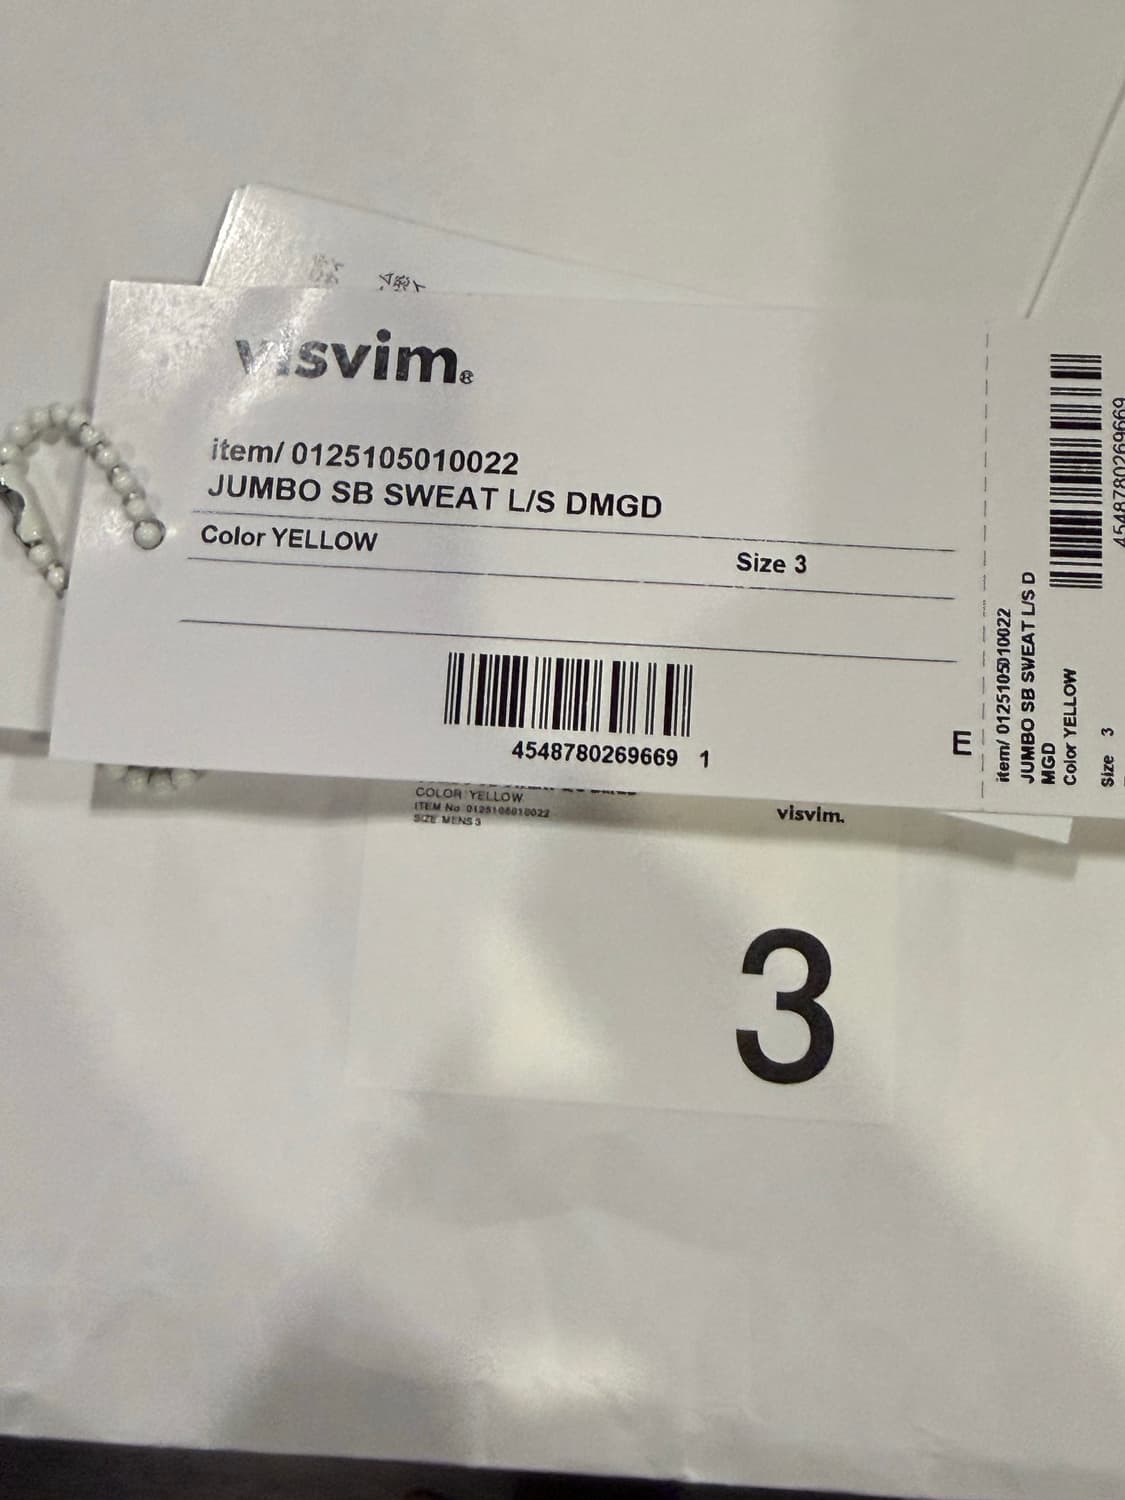 visvim®
item/ 0125105010022
JUMBO SB SWEAT L/S DMGD
Color YELLOW
Size 3
4548780269669 1
E
item/ 0125105010022
JUMBO SB SWEAT L/S D
MGD
Color YELLOW
Size 3
4548780269669
COLOR: YELLOW
ITEM No 0125105010022
SIZE: MENS 3
visvim.
3